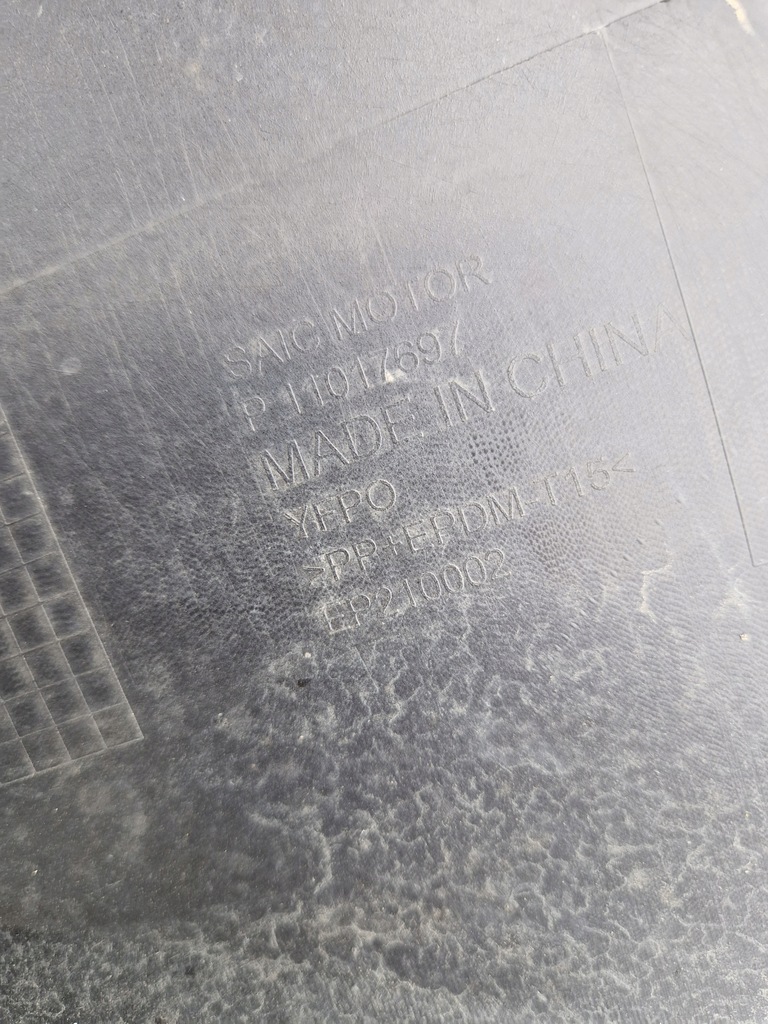 SAIC MOTOR
P 11017697
MADE IN CHINA
YFPO
>PP+EPDM-T15<
EP210002